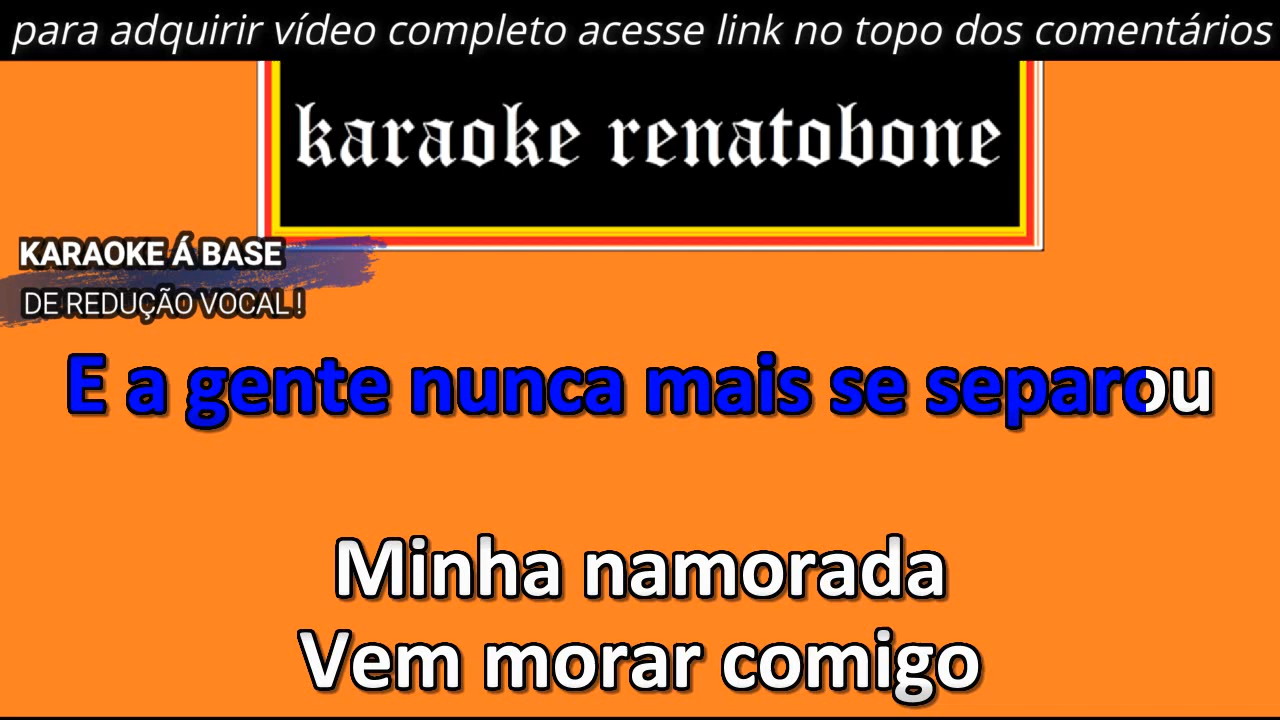 para adquirir vídeo completo acesse link no topo dos comentários
karaoke renatobone
KARAOKE Á BASE
DE REDUÇÃO VOCAL !
E a gente nunca mais se separou
Minha namorada
Vem morar comigo